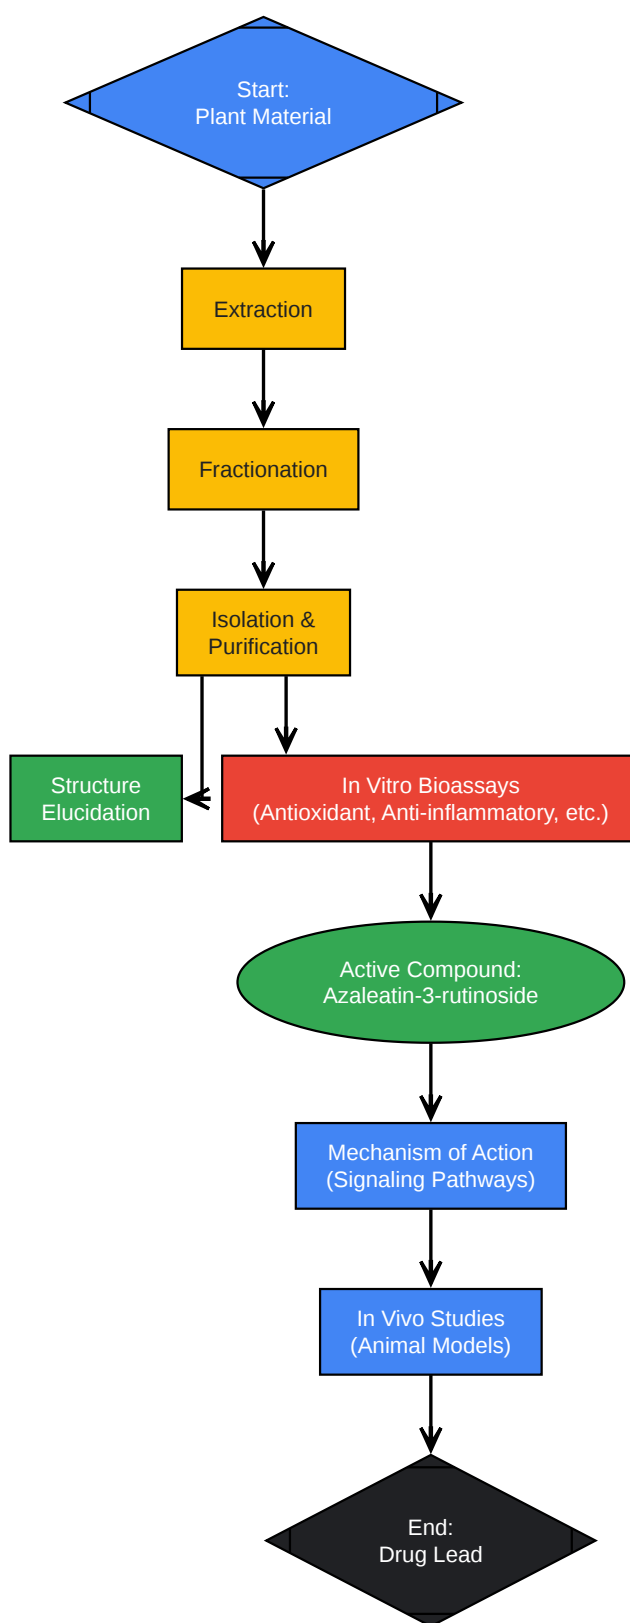 Start:
Plant Material
Extraction
Fractionation
Isolation &
Purification
Structure
Elucidation
In Vitro Bioassays
(Antioxidant, Anti-inflammatory, etc.)
Active Compound:
Azaleatin-3-rutinoside
Mechanism of Action
(Signaling Pathways)
In Vivo Studies
(Animal Models)
End:
Drug Lead